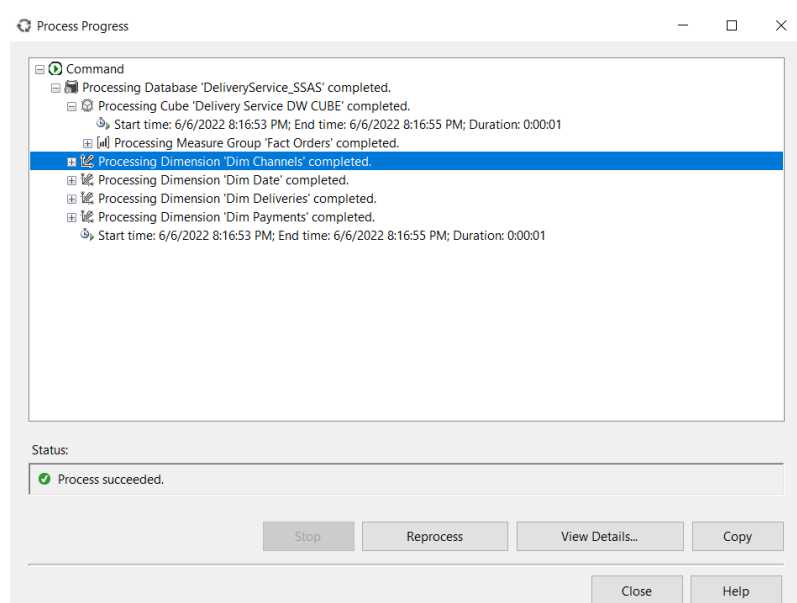 Process Progress
Command
Processing Database 'DeliveryService_SSAS' completed.
Processing Cube 'Delivery Service DW CUBE' completed.
Start time: 6/6/2022 8:16:53 PM; End time: 6/6/2022 8:16:55 PM; Duration: 0:00:01
Processing Measure Group 'Fact Orders' completed.
Processing Dimension 'Dim Channels' completed.
Processing Dimension 'Dim Date' completed.
Processing Dimension 'Dim Deliveries' completed.
Processing Dimension 'Dim Payments' completed.
Start time: 6/6/2022 8:16:53 PM; End time: 6/6/2022 8:16:55 PM; Duration: 0:00:01
Status:
Process succeeded.
Stop Reprocess View Details... Copy
Close Help